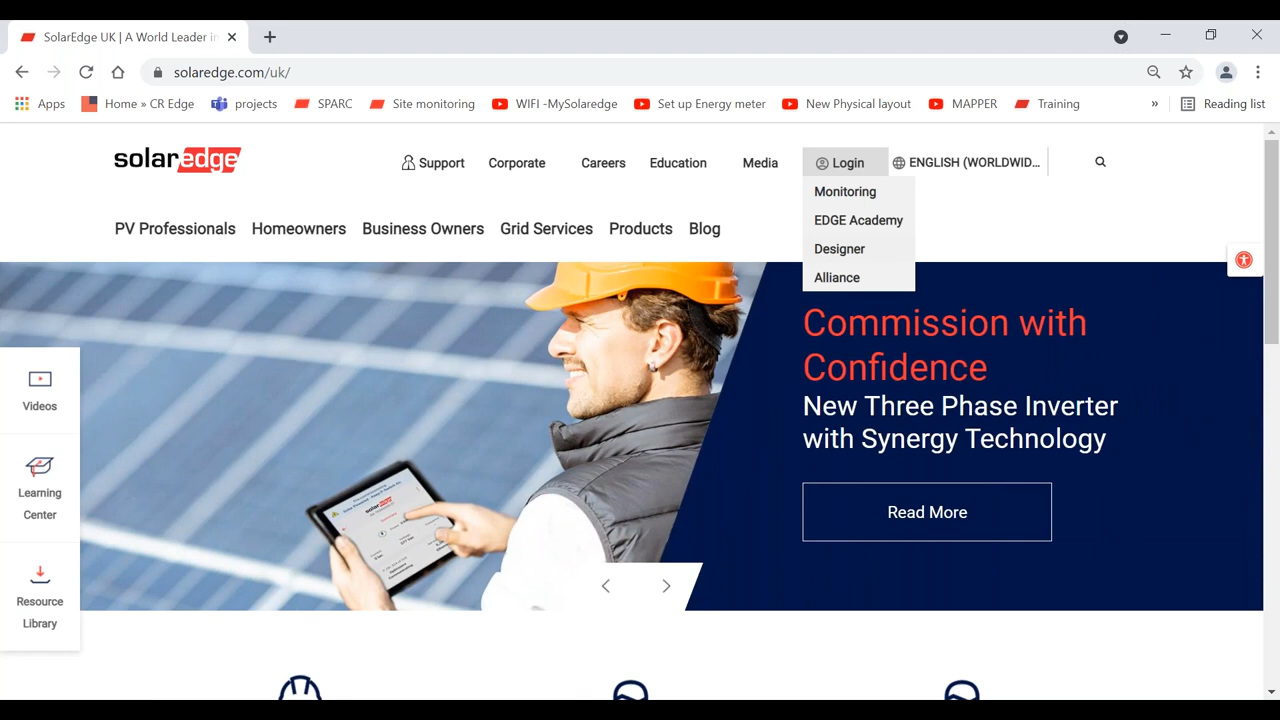 SolarEdge UK | A World Leader in
solaredge.com/uk/
Apps
Home » CR Edge
projects
SPARC
Site monitoring
WIFI -MySolaredge
Set up Energy meter
New Physical layout
MAPPER
Training
»
Reading list
solaredge
Support
Corporate
Careers
Education
Media
Login
ENGLISH (WORLDWID...
Monitoring
EDGE Academy
Designer
Alliance
PV Professionals
Homeowners
Business Owners
Grid Services
Products
Blog
Commission with
Confidence
New Three Phase Inverter
with Synergy Technology
Read More
Videos
Learning
Center
Resource
Library
solaredge